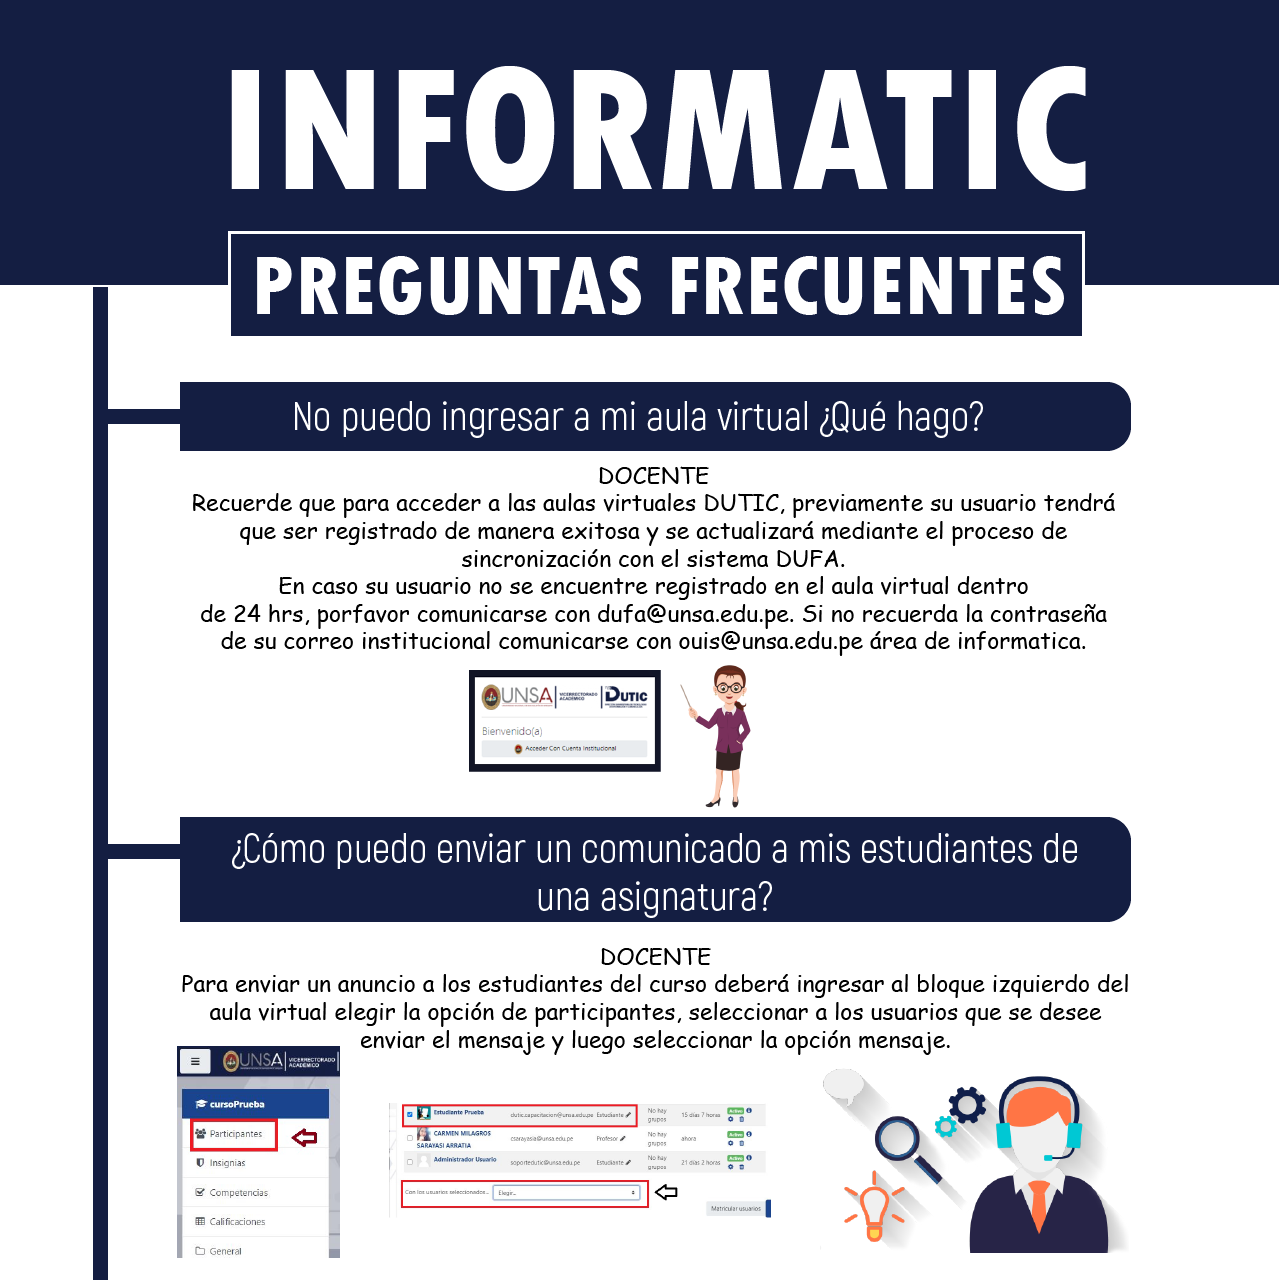 INFORMATIC
PREGUNTAS FRECUENTES
No puedo ingresar a mi aula virtual ¿Qué hago?
DOCENTE
Recuerde que para acceder a las aulas virtuales DUTIC, previamente su usuario tendrá
que ser registrado de manera exitosa y se actualizará mediante el proceso de
sincronización con el sistema DUFA.
En caso su usuario no se encuentre registrado en el aula virtual dentro
de 24 hrs, porfavor comunicarse con dufa@unsa.edu.pe. Si no recuerda la contraseña
de su correo institucional comunicarse con ouis@unsa.edu.pe área de informatica.
UNSA VICERRECTORADO ACADÉMICO DUTIC
Bienvenido(a)
Acceder Con Cuenta Institucional
¿Cómo puedo enviar un comunicado a mis estudiantes de
una asignatura?
DOCENTE
Para enviar un anuncio a los estudiantes del curso deberá ingresar al bloque izquierdo del
aula virtual elegir la opción de participantes, seleccionar a los usuarios que se desee
enviar el mensaje y luego seleccionar la opción mensaje.
UNSA VICERRECTORADO ACADÉMICO
cursoPrueba
Participantes
Insignias
Competencias
Calificaciones
General
Estudiante Prueba dutic.capacitacion@unsa.edu.pe Estudiante No hay grupos 15 días 7 horas Activo
CARMEN MILAGROS SARAYASI ARRATIA csarayasia@unsa.edu.pe Profesor No hay grupos ahora Activo
Administrador Usuario soportedutic@unsa.edu.pe Estudiante No hay grupos 21 días 2 horas Activo
Con los usuarios seleccionados... Elegir...
Matricular usuarios